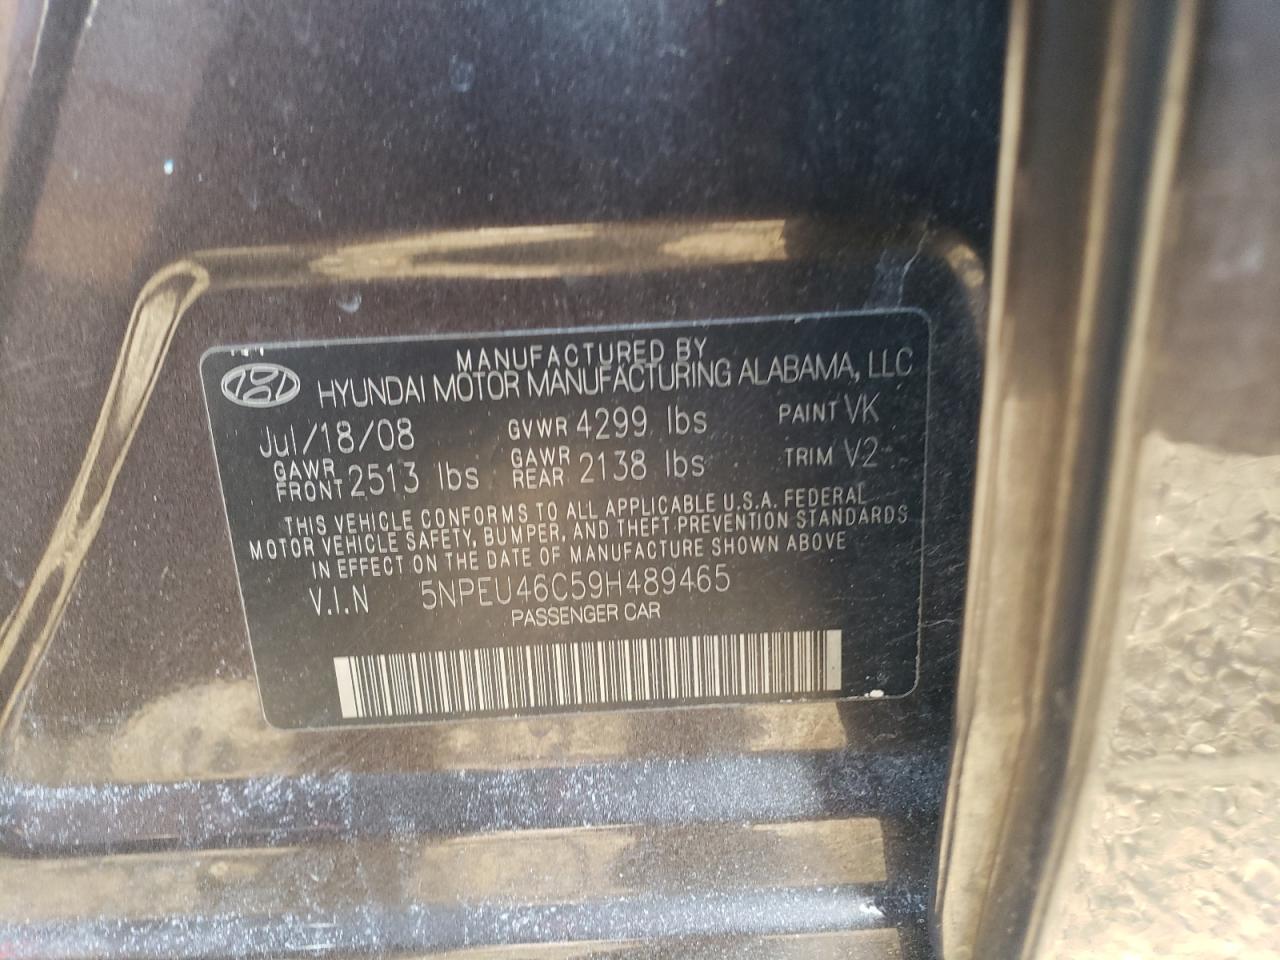 MANUFACTURED BY
HYUNDAI MOTOR MANUFACTURING ALABAMA, LLC
Jul/18/08 GVWR 4299 lbs PAINT VK
GAWR FRONT 2513 lbs GAWR REAR 2138 lbs TRIM V2
THIS VEHICLE CONFORMS TO ALL APPLICABLE U.S.A. FEDERAL
MOTOR VEHICLE SAFETY, BUMPER, AND THEFT PREVENTION STANDARDS
IN EFFECT ON THE DATE OF MANUFACTURE SHOWN ABOVE
V.I.N 5NPEU46C59H489465
PASSENGER CAR